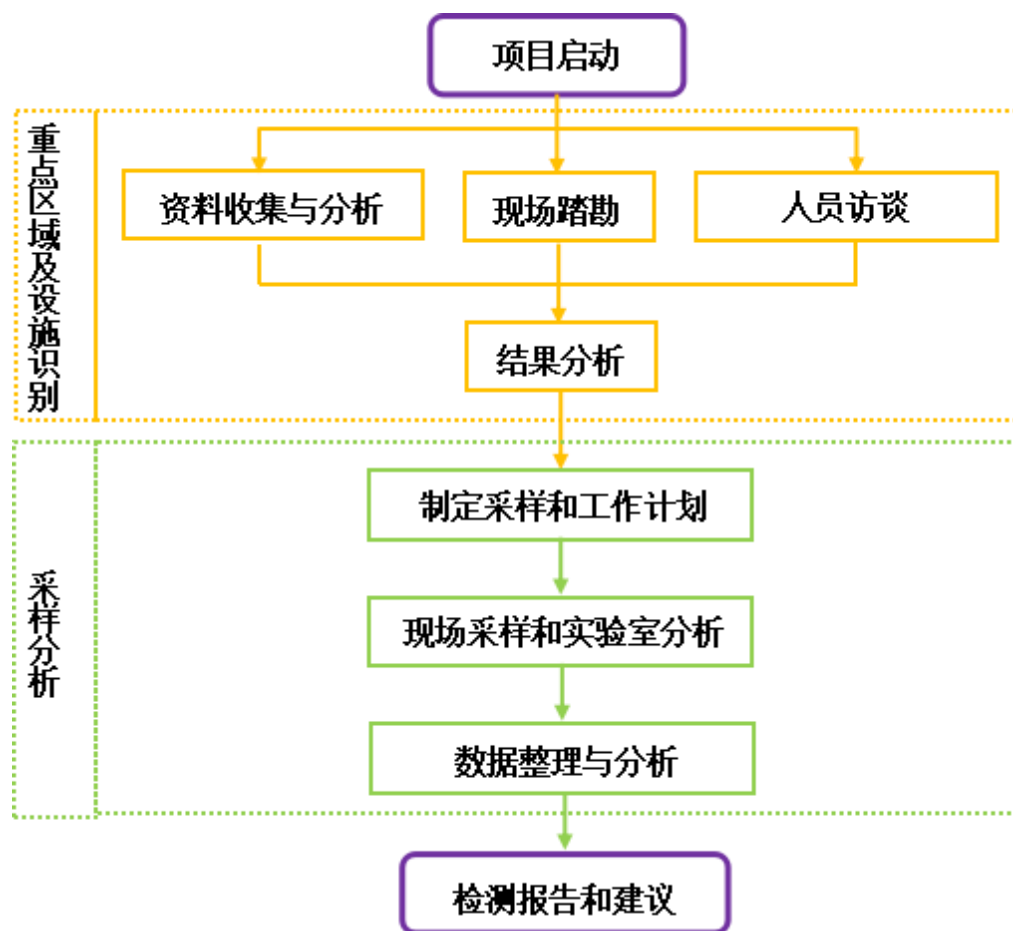 项目启动
重点区域及设施识别
资料收集与分析
现场踏勘
人员访谈
结果分析
采样分析
制定采样和工作计划
现场采样和实验室分析
数据整理与分析
检测报告和建议